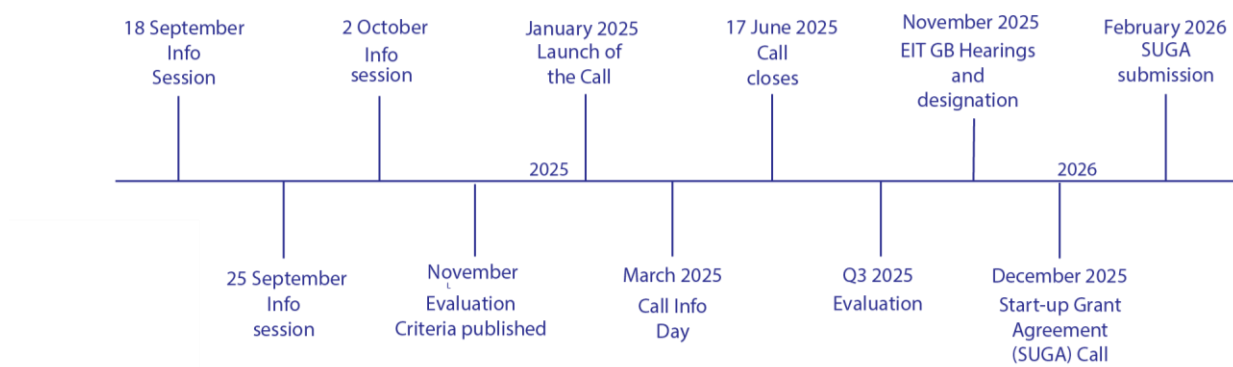 18 September
Info
Session
2 October
Info
session
January 2025
Launch of
the Call
17 June 2025
Call
closes
November 2025
EIT GB Hearings
and
designation
February 2026
SUGA
submission
2025
2026
25 September
Info
session
November
Evaluation
Criteria published
March 2025
Call Info
Day
Q3 2025
Evaluation
December 2025
Start-up Grant
Agreement
(SUGA) Call